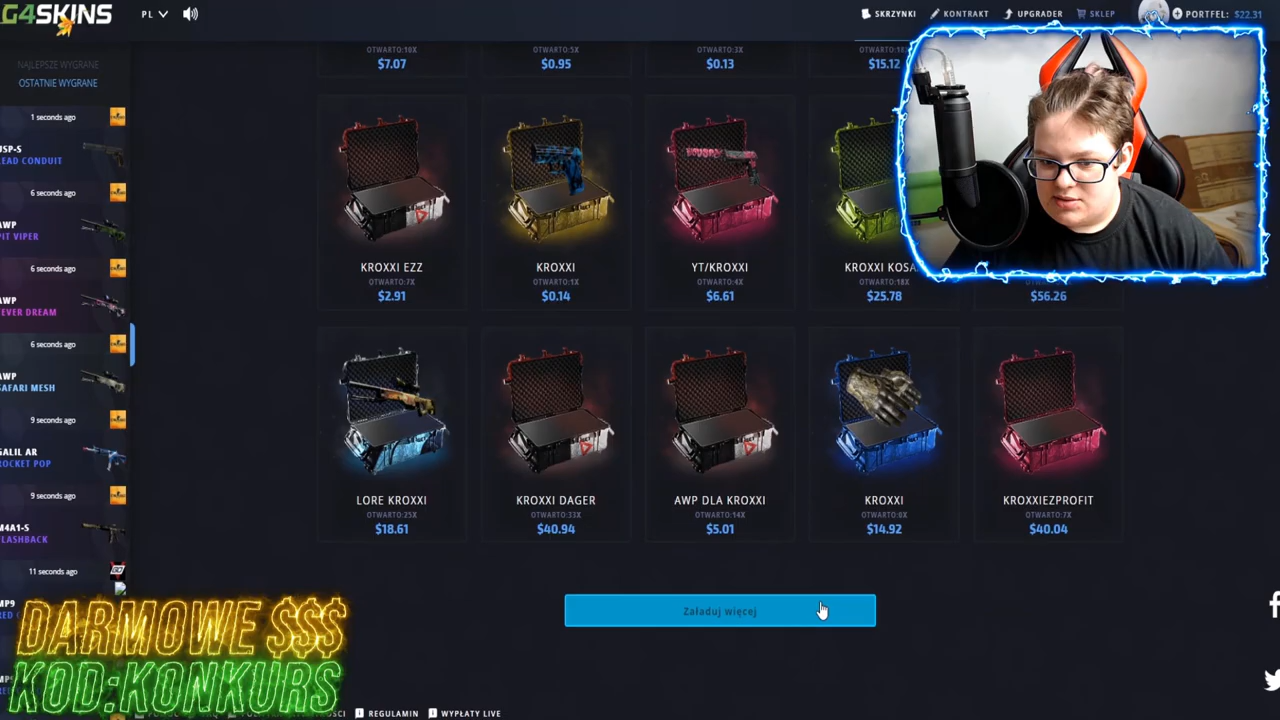 G4SKINS
PL
SKRZYNKI
KONTRAKT
UPGRADER
SKLEP
PORTFEL: $22.31
NAJLEPSZE WYGRANE
OSTATNIE WYGRANE
1 seconds ago
USP-S
LEAD CONDUIT
6 seconds ago
AWP
PIT VIPER
6 seconds ago
AWP
FEVER DREAM
6 seconds ago
AWP
SAFARI MESH
9 seconds ago
GALIL AR
ROCKET POP
9 seconds ago
M4A1-S
FLASHBACK
11 seconds ago
MP9
OTWARTO:10X
$7.07
OTWARTO:5X
$0.95
OTWARTO:3X
$0.13
$15.12
KROXXI EZZ
OTWARTO:7X
$2.91
KROXXI
OTWARTO:1X
$0.14
YT/KROXXI
OTWARTO:4X
$6.61
KROXXI KOSA
OTWARTO:18X
$25.78
$56.26
LORE KROXXI
OTWARTO:25X
$18.61
KROXXI DAGER
OTWARTO:33X
$40.94
AWP DLA KROXXI
OTWARTO:14X
$5.01
KROXXI
OTWARTO:0X
$14.92
KROXXIEZPROFIT
OTWARTO:7X
$40.04
Załaduj więcej
DARMOWE $$$
KOD:KONKURS
REGULAMIN
WYPŁATY LIVE